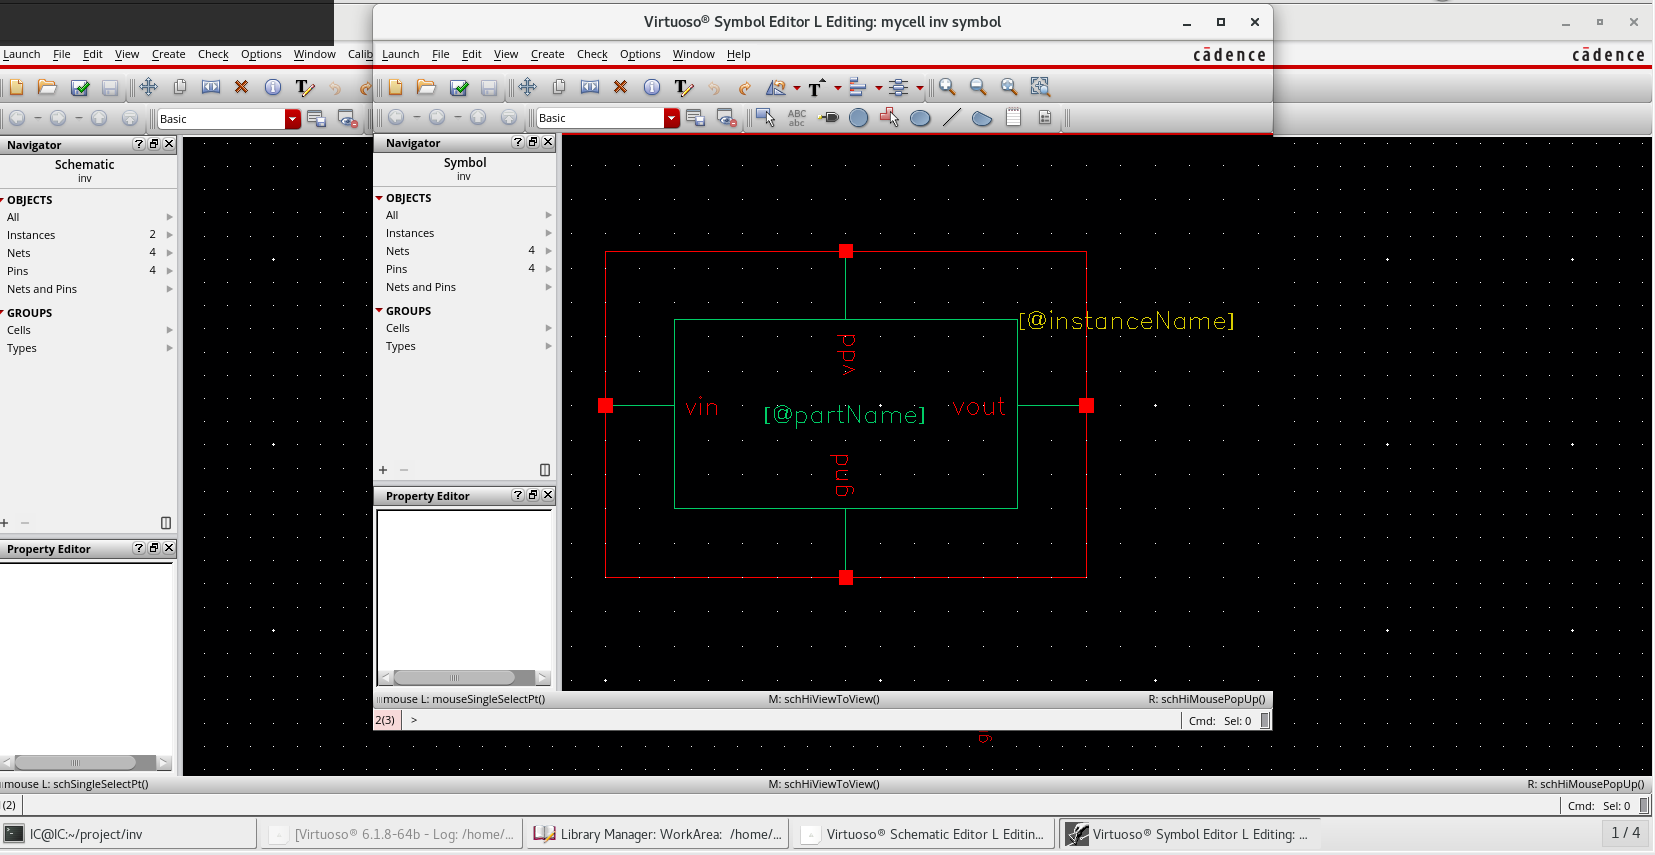 Virtuoso® Symbol Editor L Editing: mycell inv symbol
Launch File Edit View Create Check Options Window Calib
Launch File Edit View Create Check Options Window Help
cādence
cādence
Basic
Basic
ABC
abc
Navigator
Schematic
inv
OBJECTS
All
Instances 2
Nets 4
Pins 4
Nets and Pins
GROUPS
Cells
Types
Property Editor
Navigator
Symbol
inv
OBJECTS
All
Instances
Nets 4
Pins 4
Nets and Pins
GROUPS
Cells
Types
Property Editor
[@instanceName]
vdd
vin
[@partName]
vout
gnd
mouse L: mouseSingleSelectPt() M: schHiViewToView() R: schHiMousePopUp()
2(3) > Cmd: Sel: 0
g
mouse L: schSingleSelectPt() M: schHiViewToView() R: schHiMousePopUp()
(2) Cmd: Sel: 0
IC@IC:~/project/inv
[Virtuoso® 6.1.8-64b - Log: /home/...
Library Manager: WorkArea: /home/...
Virtuoso® Schematic Editor L Editin...
Virtuoso® Symbol Editor L Editing: ...
1 / 4